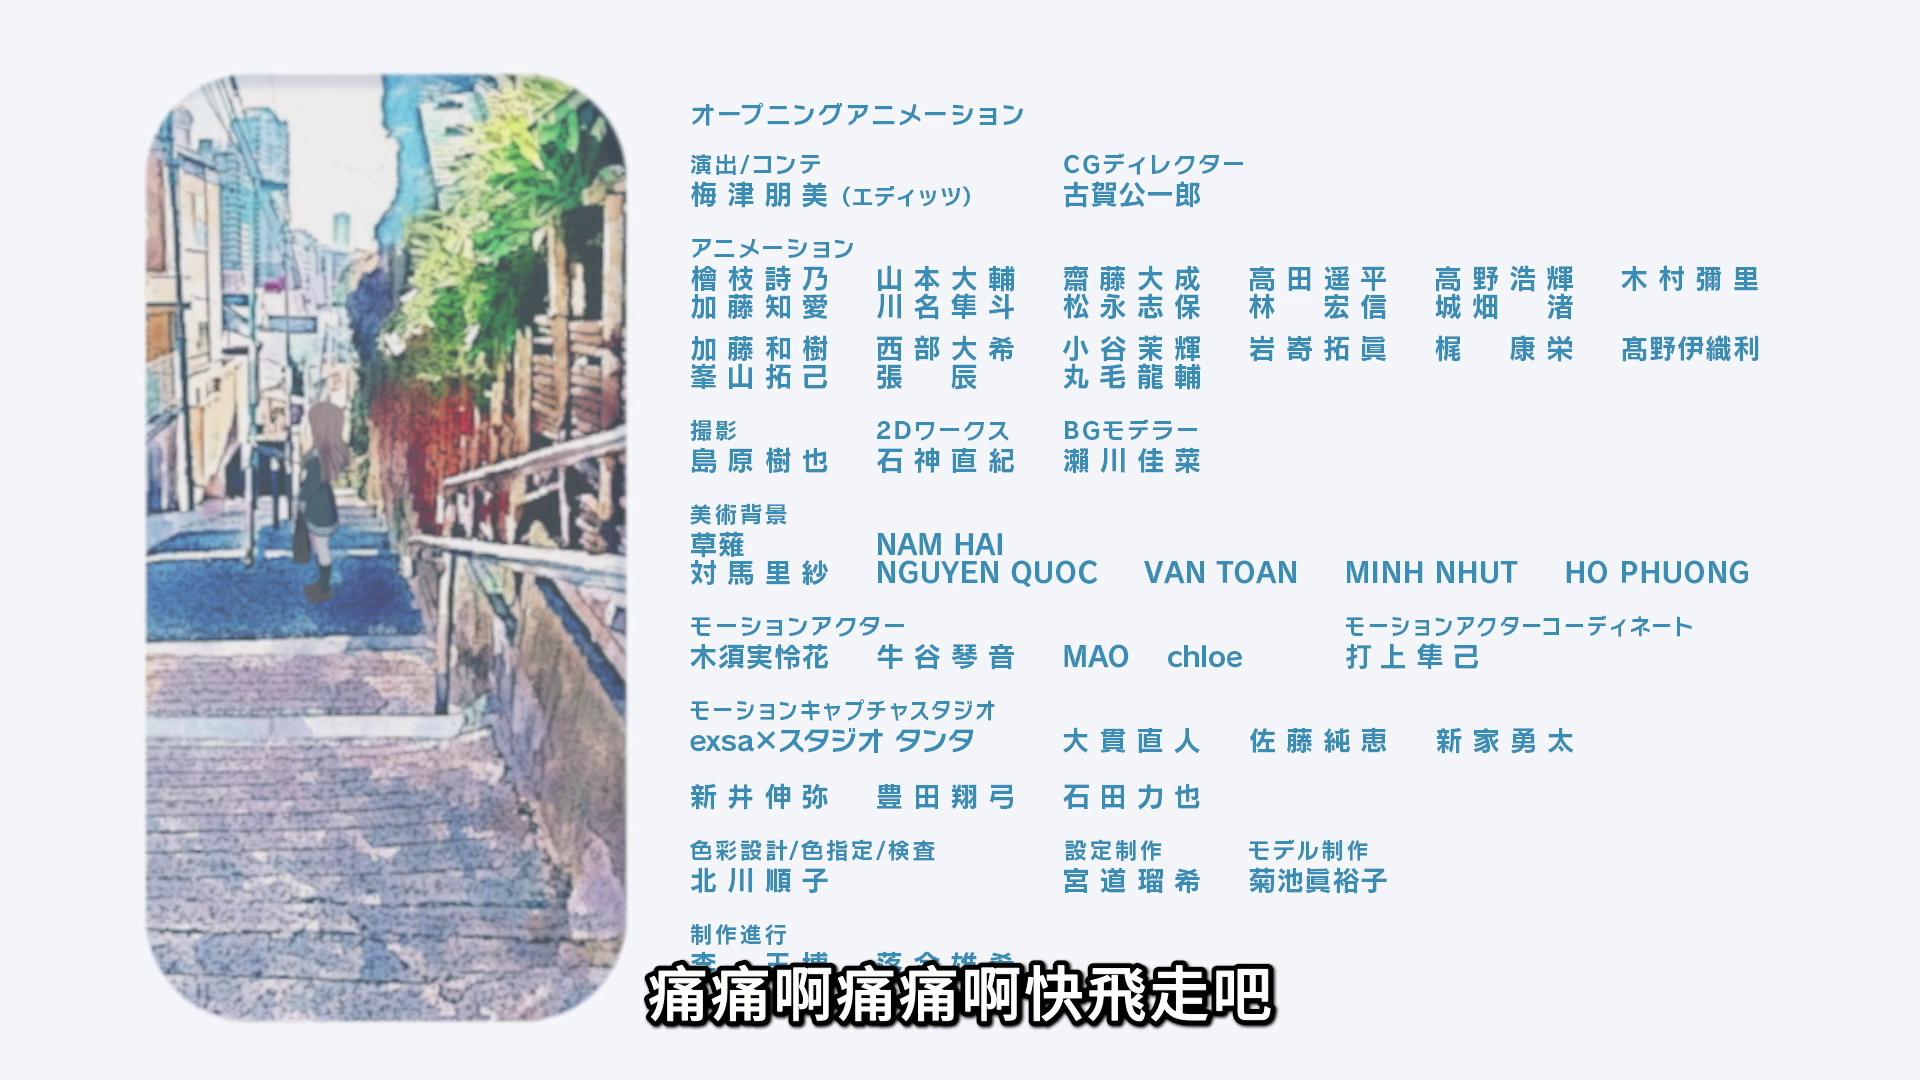 オープニングアニメーション
演出/コンテ CGディレクター
梅津朋美（エディッツ） 古賀公一郎
アニメーション
檜枝詩乃 山本大輔 齋藤大成 高田遥平 高野浩輝 木村彌里
加藤知愛 川名隼斗 松永志保 林 宏信 城畑 渚
加藤和樹 西部大希 小谷茉輝 岩嵜拓眞 梶 康栄 髙野伊織利
峯山拓己 張 辰 丸毛龍輔
撮影 2Dワークス BGモデラー
島原樹也 石神直紀 瀨川佳菜
美術背景
草薙 NAM HAI
対馬里紗 NGUYEN QUOC VAN TOAN MINH NHUT HO PHUONG
モーションアクター モーションアクターコーディネート
木須実怜花 牛谷琴音 MAO chloe 打上隼己
モーションキャプチャスタジオ
exsa×スタジオ タンタ 大貫直人 佐藤純恵 新家勇太
新井伸弥 豊田翔弓 石田力也
色彩設計/色指定/検査 設定制作 モデル制作
北川順子 宮道瑠希 菊池眞裕子
制作進行
痛痛啊痛痛啊快飛走吧